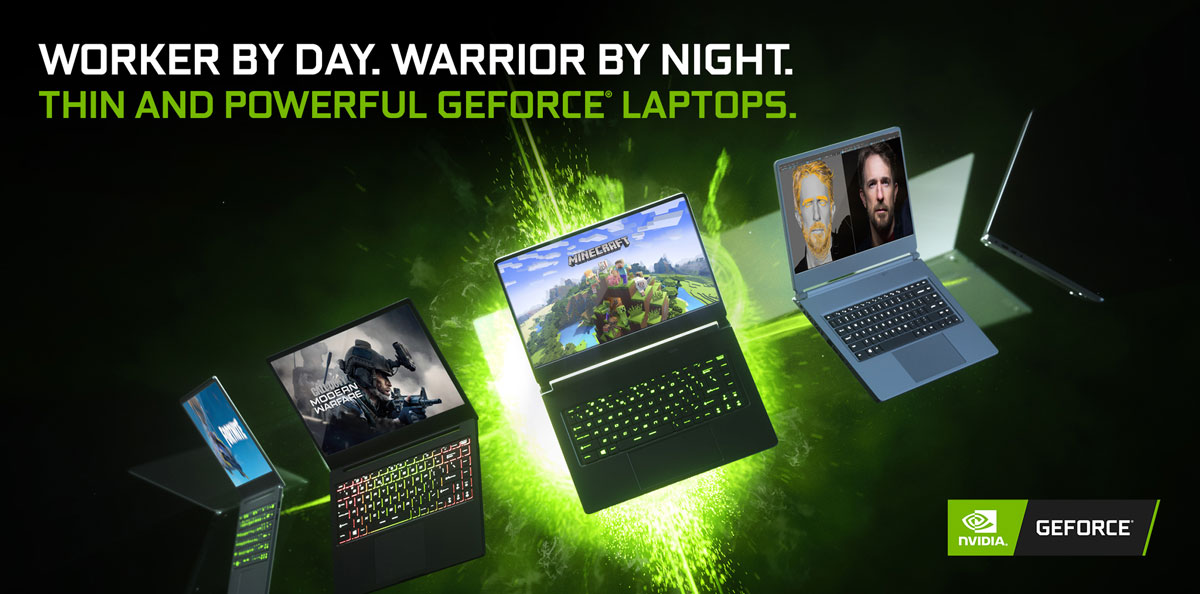 WORKER BY DAY. WARRIOR BY NIGHT.
THIN AND POWERFUL GEFORCE® LAPTOPS.
FORTNITE
CALL OF DUTY
MODERN
WARFARE
MINECRAFT
NVIDIA.
GEFORCE®